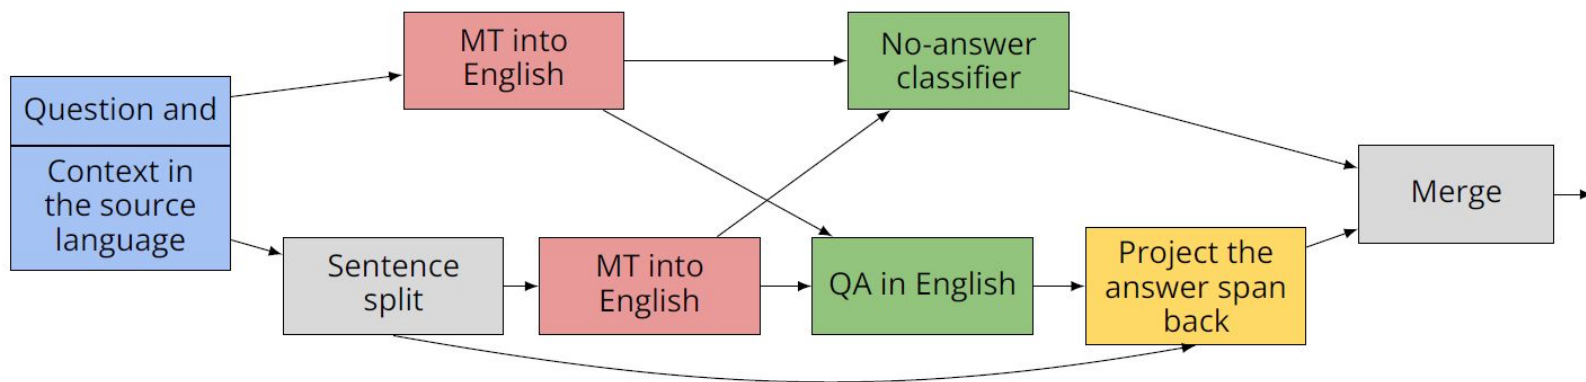 Question and
Context in
the source
language
MT into
English
No-answer
classifier
Sentence
split
MT into
English
QA in English
Project the
answer span
back
Merge